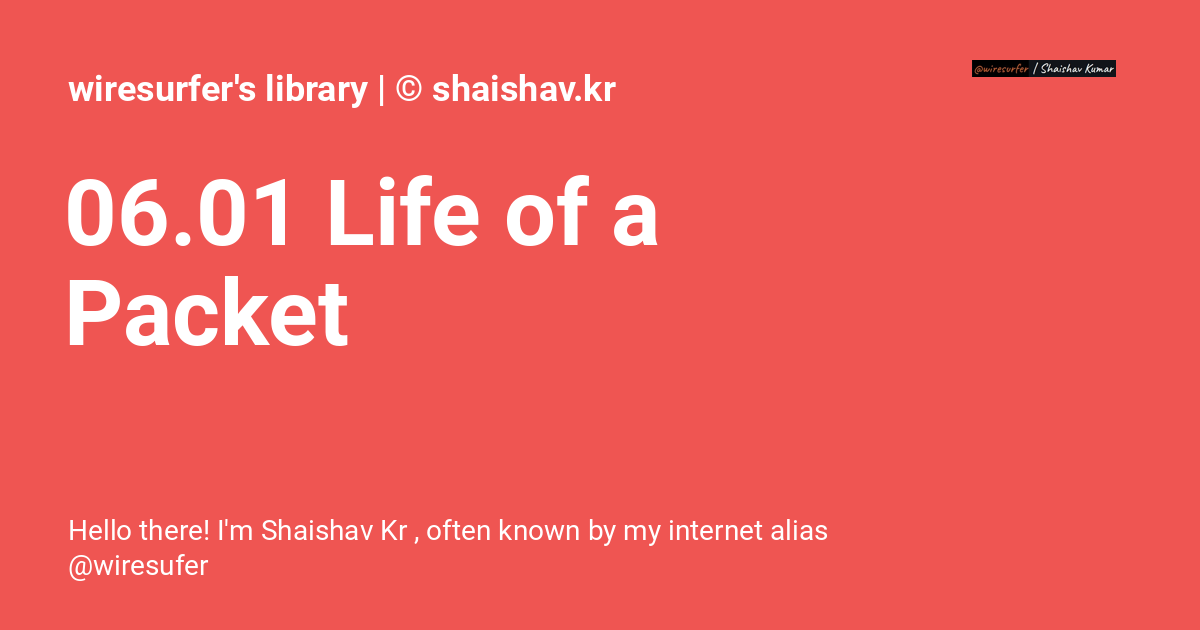 wiresurfer's library | © shaishav.kr
@wiresurfer | Shaishav Kumar
06.01 Life of a
Packet
Hello there! I'm Shaishav Kr , often known by my internet alias
@wiresufer